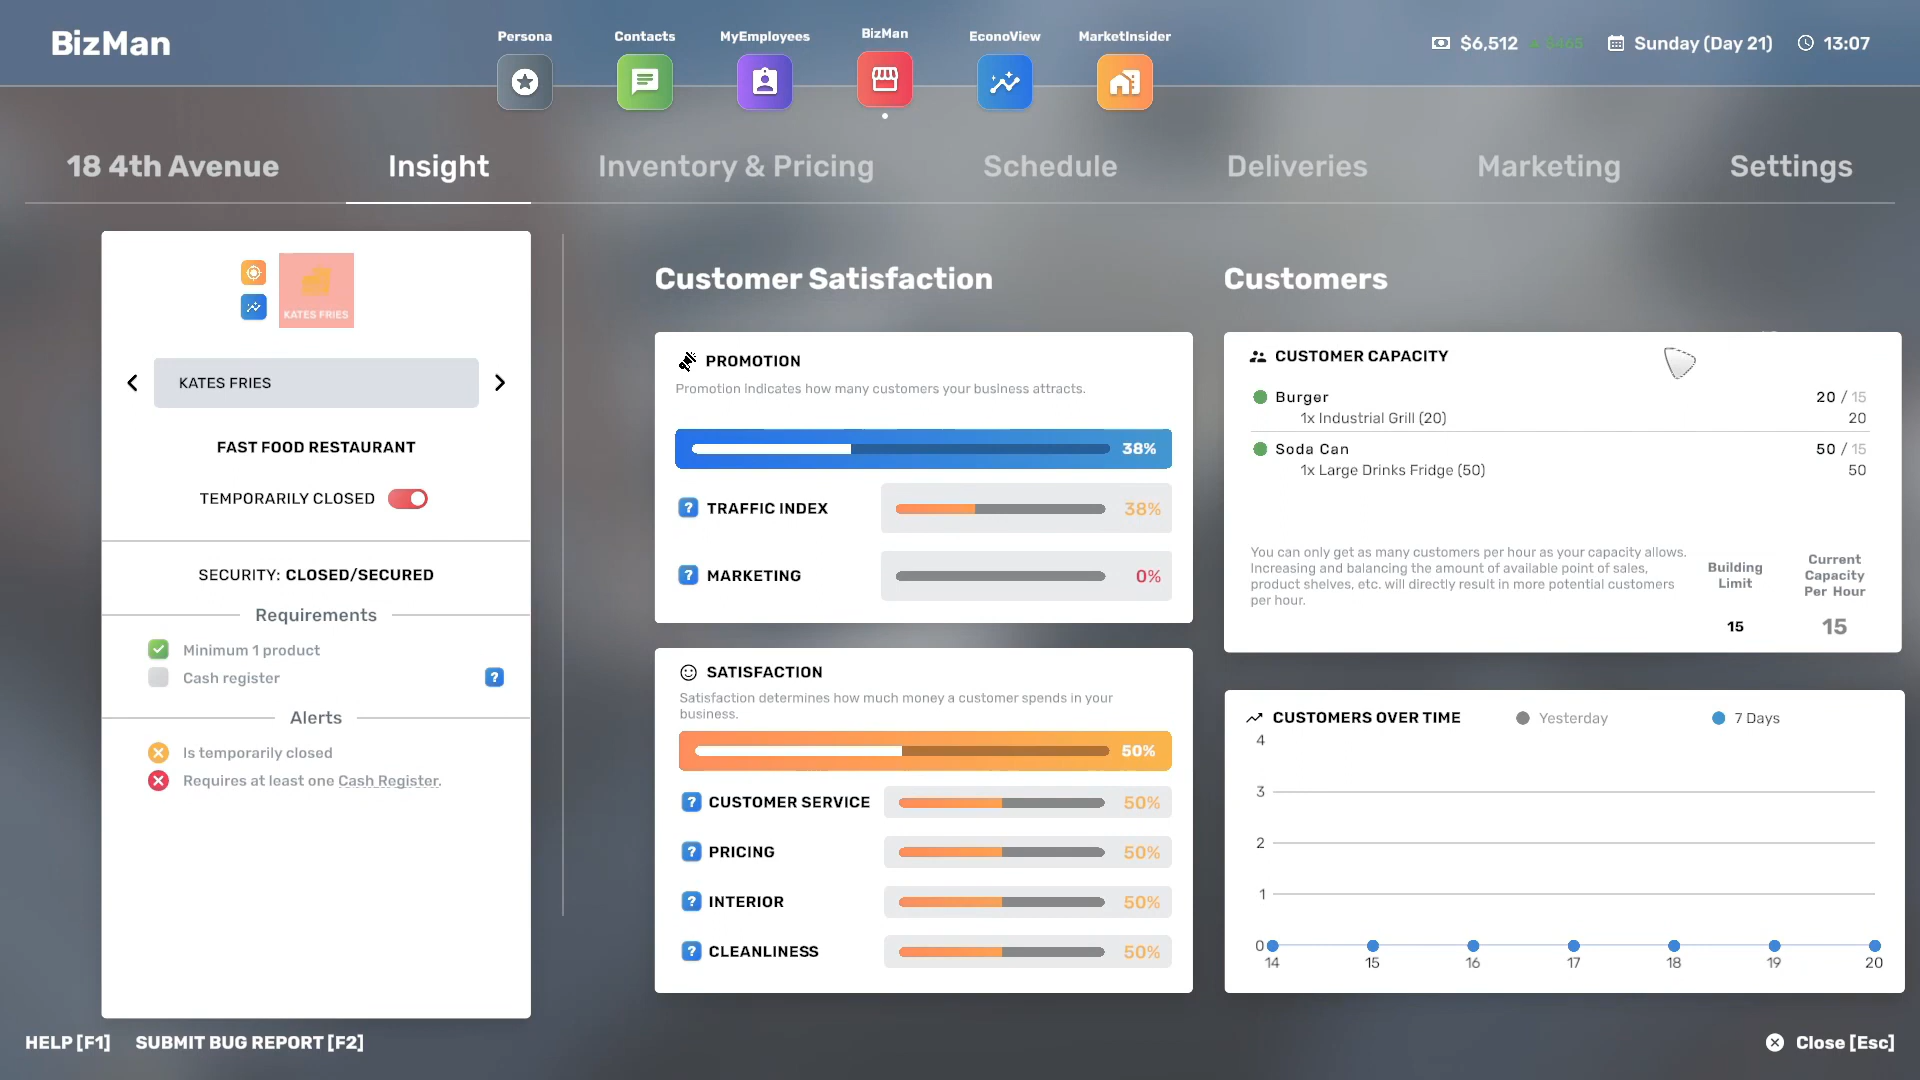 BizMan
Persona
Contacts
MyEmployees
BizMan
EconoView
MarketInsider
$6,512
$465
Sunday (Day 21)
13:07
18 4th Avenue
Insight
Inventory & Pricing
Schedule
Deliveries
Marketing
Settings
KATES FRIES
KATES FRIES
FAST FOOD RESTAURANT
TEMPORARILY CLOSED
SECURITY: CLOSED/SECURED
Requirements
Minimum 1 product
Cash register
?
Alerts
Is temporarily closed
Requires at least one Cash Register.
Customer Satisfaction
PROMOTION
Promotion indicates how many customers your business attracts.
38%
? TRAFFIC INDEX 38%
? MARKETING 0%
SATISFACTION
Satisfaction determines how much money a customer spends in your
business.
50%
? CUSTOMER SERVICE 50%
? PRICING 50%
? INTERIOR 50%
? CLEANLINESS 50%
Customers
CUSTOMER CAPACITY
Burger 20 / 15
1x Industrial Grill (20) 20
Soda Can 50 / 15
1x Large Drinks Fridge (50) 50
You can only get as many customers per hour as your capacity allows.
Increasing and balancing the amount of available point of sales,
product shelves, etc. will directly result in more potential customers
per hour.
Building
Limit
15
Current
Capacity
Per Hour
15
CUSTOMERS OVER TIME
Yesterday
7 Days
4
3
2
1
0
14 15 16 17 18 19 20
HELP [F1]
SUBMIT BUG REPORT [F2]
Close [Esc]